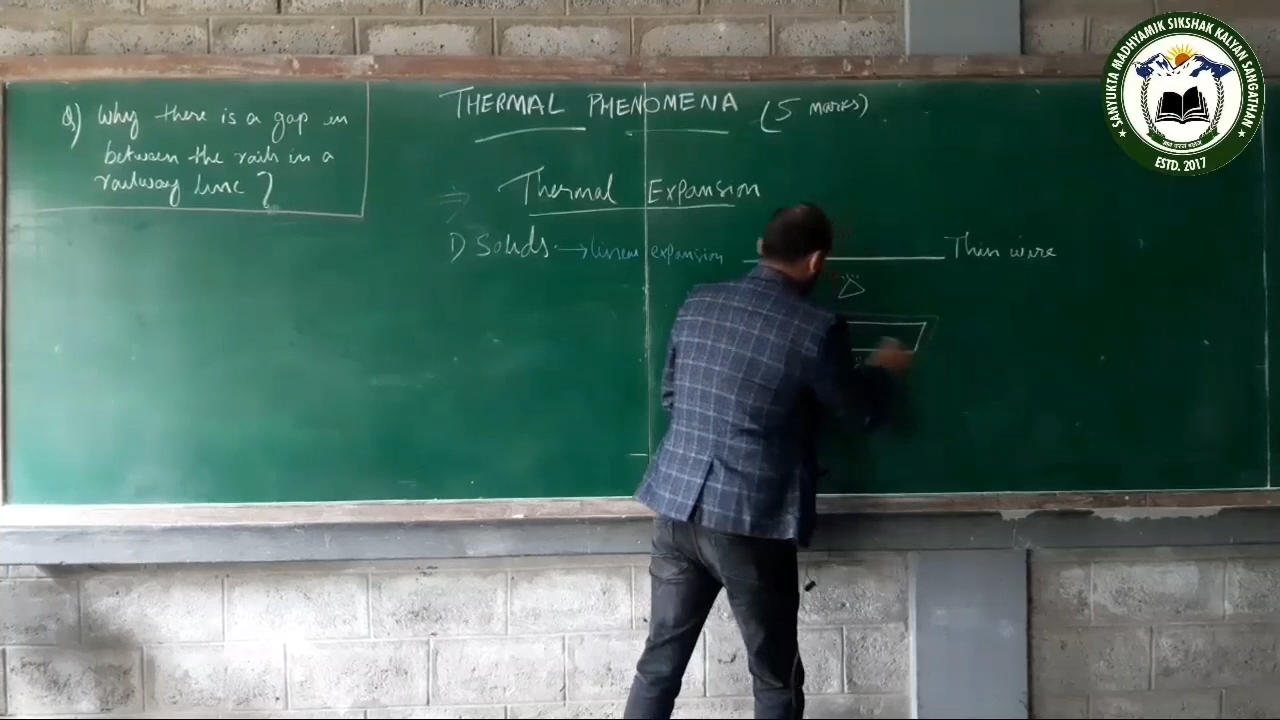 Q) Why there is a gap in
between the rails in a
railway line?
THERMAL PHENOMENA (5 marks)
⇒ Thermal Expansion
1) Solids → linear expansion
Thin wire
SANYUKTA MADHYAMIK SIKSHAK KALYAN SANGATHAN
ESTD. 2017